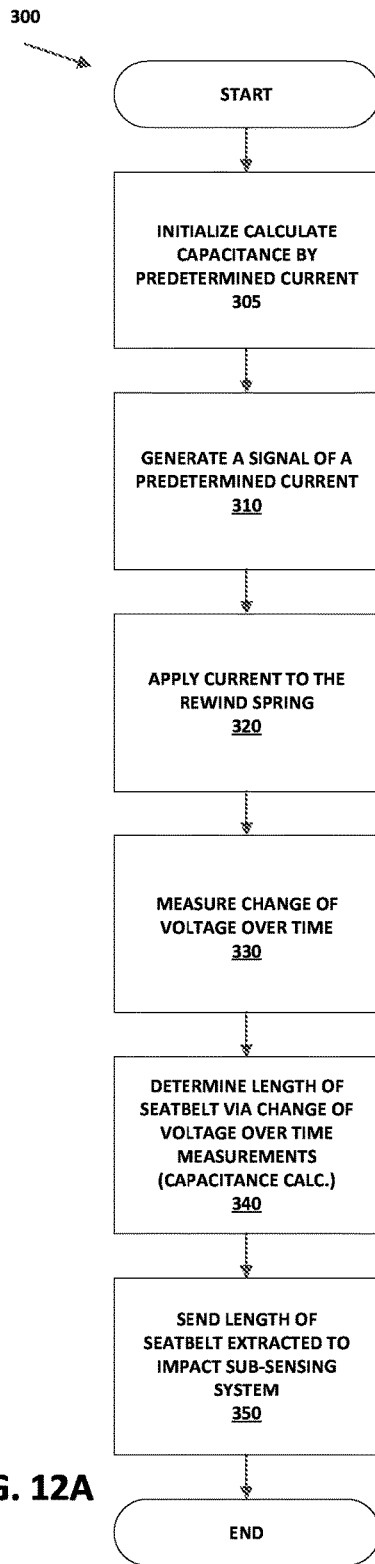 300
START
INITIALIZE CALCULATE
CAPACITANCE BY
PREDETERMINED CURRENT
305
GENERATE A SIGNAL OF A
PREDETERMINED CURRENT
310
APPLY CURRENT TO THE
REWIND SPRING
320
MEASURE CHANGE OF
VOLTAGE OVER TIME
330
DETERMINE LENGTH OF
SEATBELT VIA CHANGE OF
VOLTAGE OVER TIME
MEASUREMENTS
(CAPACITANCE CALC.)
340
SEND LENGTH OF
SEATBELT EXTRACTED TO
IMPACT SUB-SENSING
SYSTEM
350
G. 12A
END